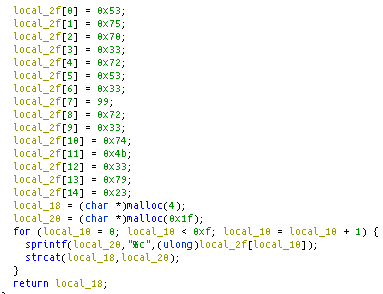 local_2f[0] = 0x53;
local_2f[1] = 0x75;
local_2f[2] = 0x70;
local_2f[3] = 0x33;
local_2f[4] = 0x72;
local_2f[5] = 0x53;
local_2f[6] = 0x33;
local_2f[7] = 99;
local_2f[8] = 0x72;
local_2f[9] = 0x33;
local_2f[10] = 0x74;
local_2f[11] = 0x4b;
local_2f[12] = 0x33;
local_2f[13] = 0x79;
local_2f[14] = 0x23;
local_18 = (char *)malloc(4);
local_20 = (char *)malloc(0x1f);
for (local_10 = 0; local_10 < 0xf; local_10 = local_10 + 1) {
sprintf(local_20,"%c",(ulong)local_2f[local_10]);
strcat(local_18,local_20);
}
return local_18;